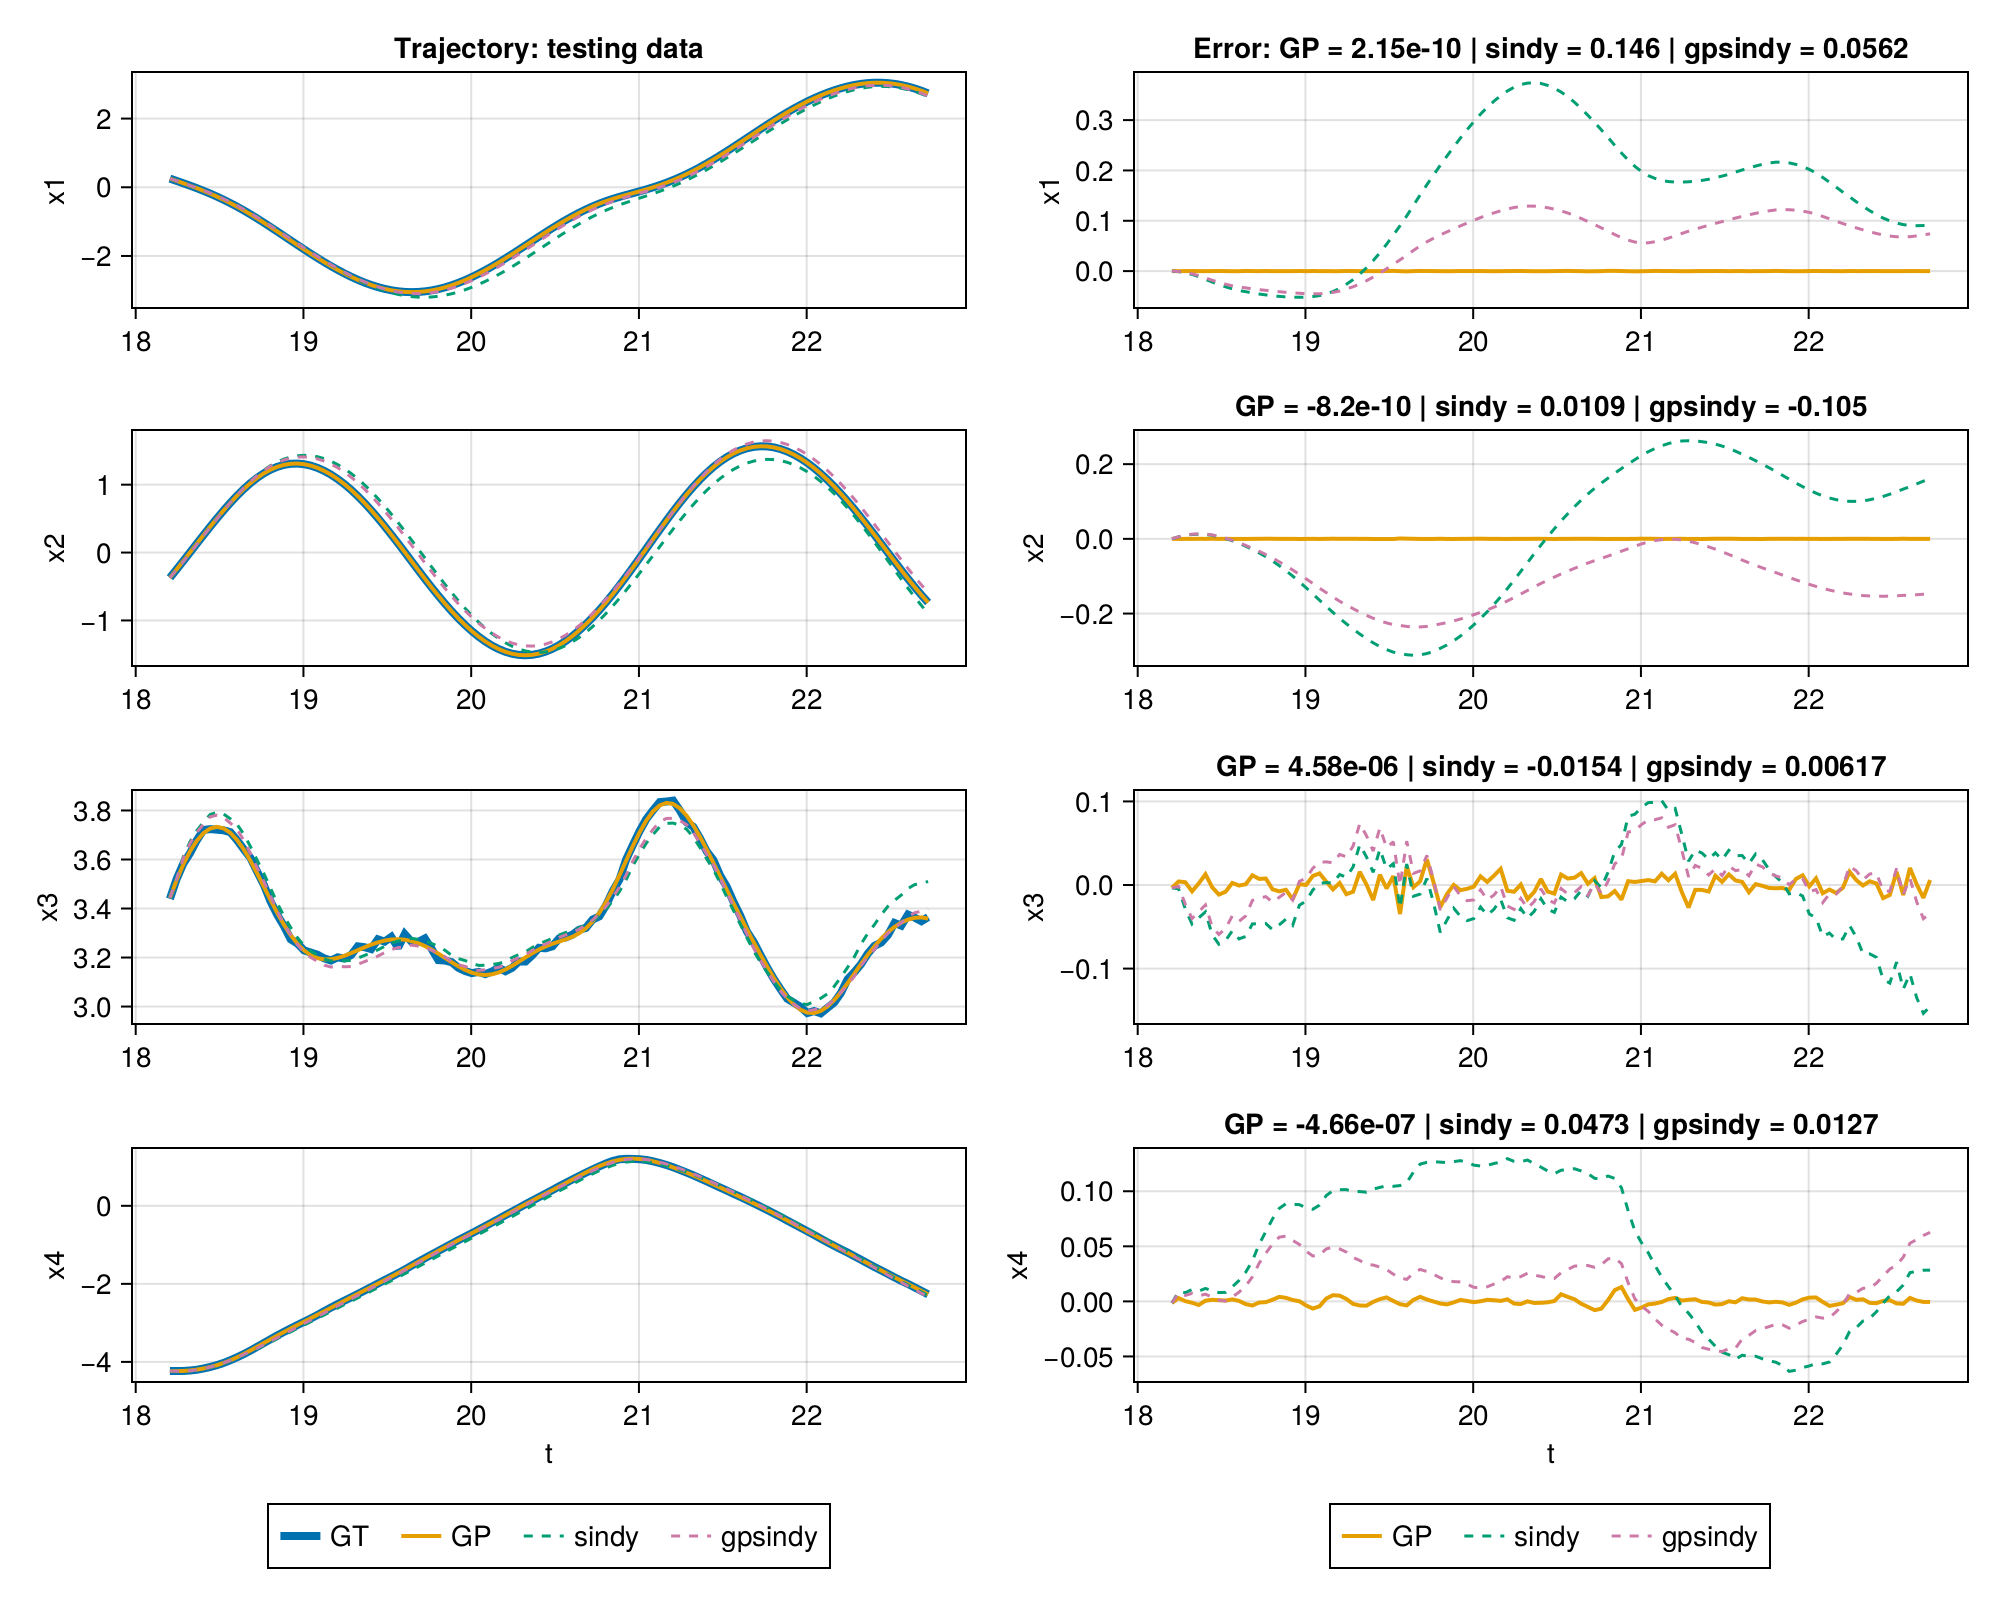 Trajectory: testing data
Error: GP = 2.15e-10 | sindy = 0.146 | gpsindy = 0.0562
x1
2
0
−2
18 19 20 21 22
x1
0.3
0.2
0.1
0.0
18 19 20 21 22
GP = -8.2e-10 | sindy = 0.0109 | gpsindy = -0.105
x2
1
0
−1
18 19 20 21 22
x2
0.2
0.0
−0.2
18 19 20 21 22
GP = 4.58e-06 | sindy = -0.0154 | gpsindy = 0.00617
x3
3.8
3.6
3.4
3.2
3.0
18 19 20 21 22
x3
0.1
0.0
−0.1
18 19 20 21 22
GP = -4.66e-07 | sindy = 0.0473 | gpsindy = 0.0127
x4
0
−2
−4
18 19 20 21 22
t
x4
0.10
0.05
0.00
−0.05
18 19 20 21 22
t
GT GP sindy gpsindy
GP sindy gpsindy